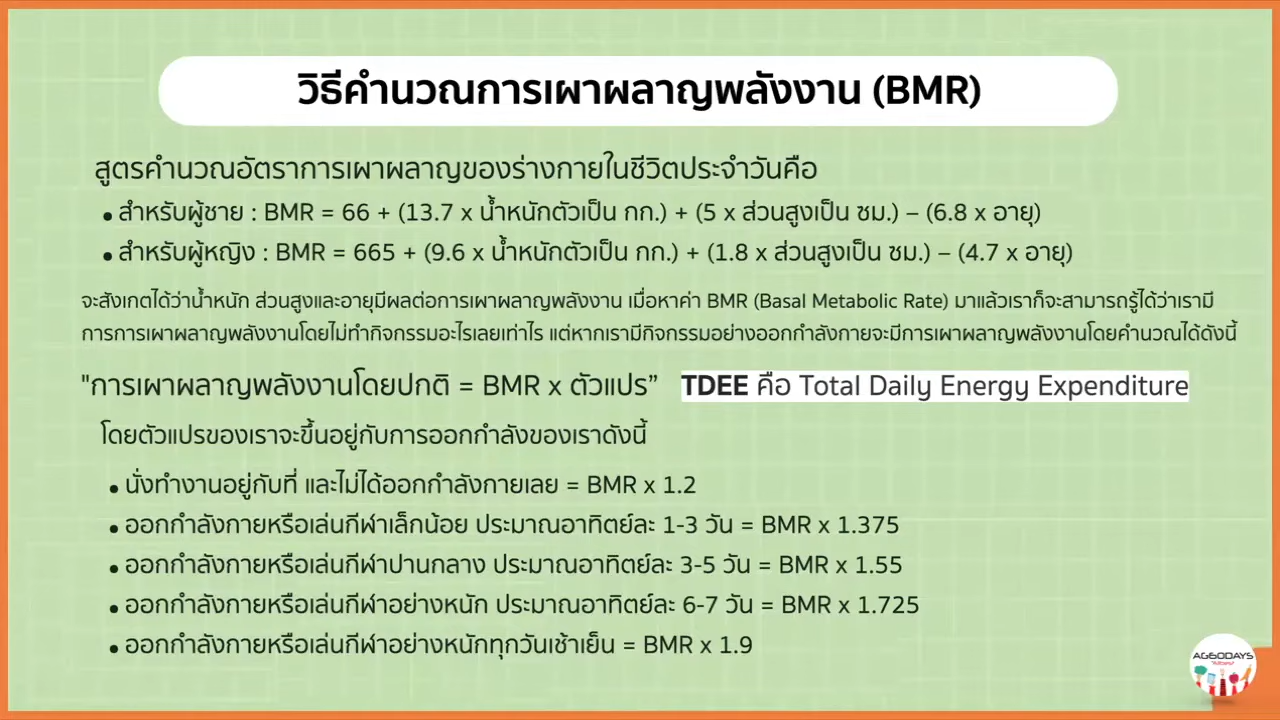 วิธีคำนวณการเผาผลาญพลังงาน (BMR)
สูตรคำนวณอัตราการเผาผลาญของร่างกายในชีวิตประจำวันคือ
• สำหรับผู้ชาย : BMR = 66 + (13.7 x น้ำหนักตัวเป็น กก.) + (5 x ส่วนสูงเป็น ซม.) – (6.8 x อายุ)
• สำหรับผู้หญิง : BMR = 665 + (9.6 x น้ำหนักตัวเป็น กก.) + (1.8 x ส่วนสูงเป็น ซม.) – (4.7 x อายุ)
จะสังเกตได้ว่าน้ำหนัก ส่วนสูงและอายุมีผลต่อการเผาผลาญพลังงาน เมื่อหาค่า BMR (Basal Metabolic Rate) มาแล้วเราก็จะสามารถรู้ได้ว่าเรามี
การการเผาผลาญพลังงานโดยไม่ทำกิจกรรมอะไรเลยเท่าไร แต่หากเรามีกิจกรรมอย่างออกกำลังกายจะมีการเผาผลาญพลังงานโดยคำนวณได้ดังนี้
"การเผาผลาญพลังงานโดยปกติ = BMR x ตัวแปร” TDEE คือ Total Daily Energy Expenditure
โดยตัวแปรของเราจะขึ้นอยู่กับการออกกำลังของเราดังนี้
• นั่งทำงานอยู่กับที่ และไม่ได้ออกกำลังกายเลย = BMR x 1.2
• ออกกำลังกายหรือเล่นกีฬาเล็กน้อย ประมาณอาทิตย์ละ 1-3 วัน = BMR x 1.375
• ออกกำลังกายหรือเล่นกีฬาปานกลาง ประมาณอาทิตย์ละ 3-5 วัน = BMR x 1.55
• ออกกำลังกายหรือเล่นกีฬาอย่างหนัก ประมาณอาทิตย์ละ 6-7 วัน = BMR x 1.725
• ออกกำลังกายหรือเล่นกีฬาอย่างหนักทุกวันเช้าเย็น = BMR x 1.9
AG60DAYS